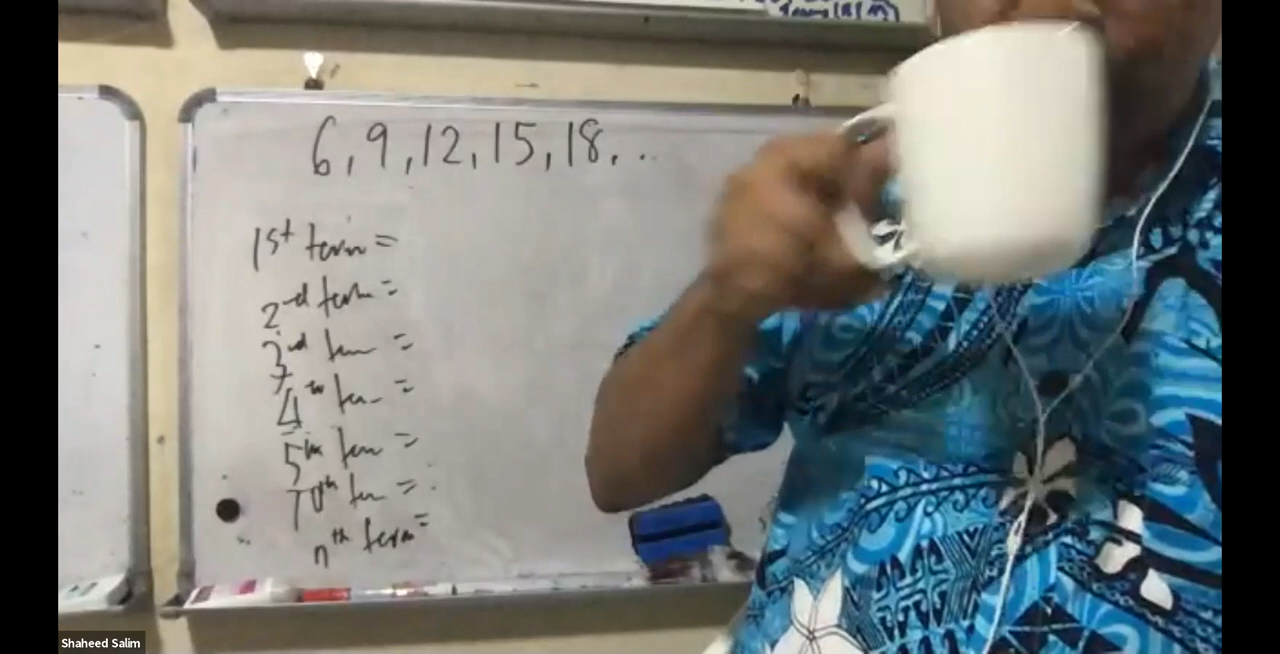 6, 9, 12, 15, 18, ..
1st term =
2nd term =
3rd term =
4th term =
5th term =
70th term =
nth term =
Shaheed Salim